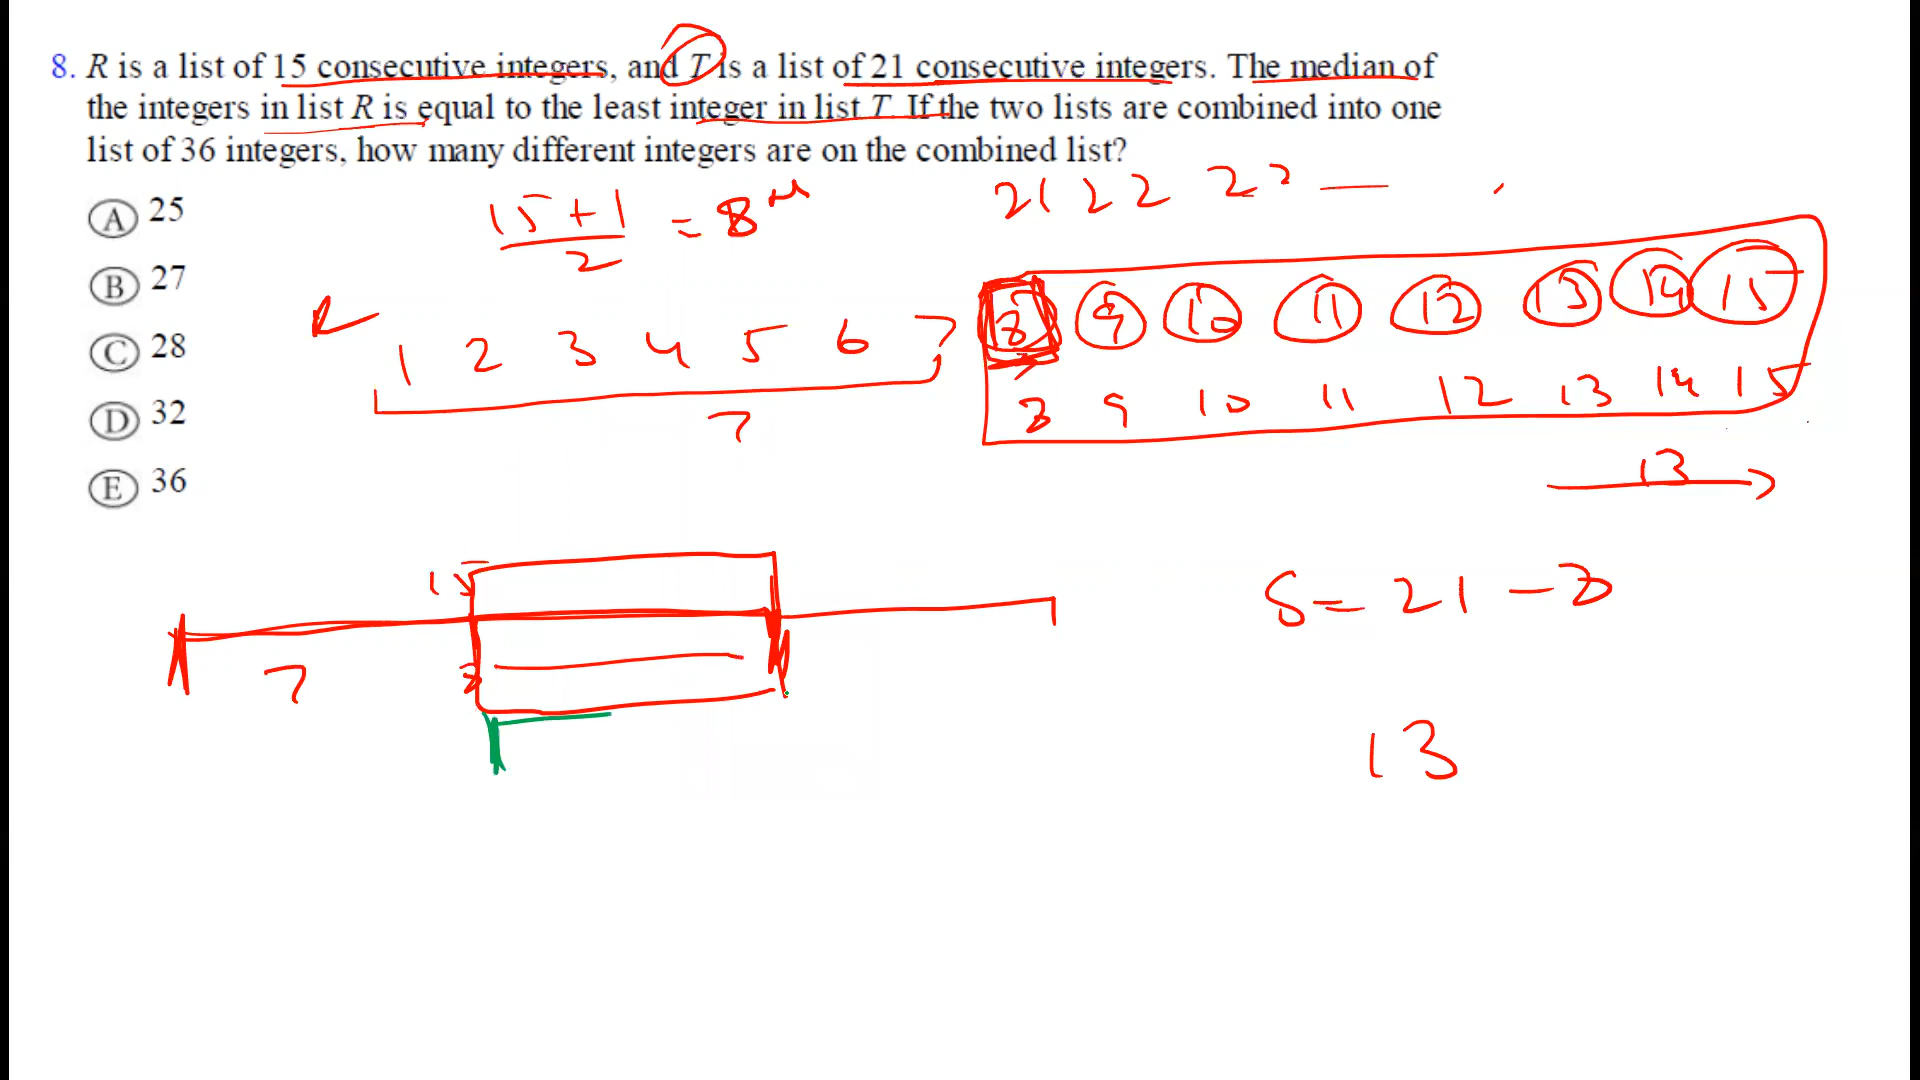 8. R is a list of 15 consecutive integers, and T is a list of 21 consecutive integers. The median of
the integers in list R is equal to the least integer in list T. If the two lists are combined into one
list of 36 integers, how many different integers are on the combined list?
A 25
B 27
C 28
D 32
E 36
15+1
2
= 8
21 22 22 —
1 2 3 4 5 6 7 8 9 10 11 12 13 14 15
8 9 10 11 12 13 14 15
7
13
15
8
7
S = 21 - 8
13